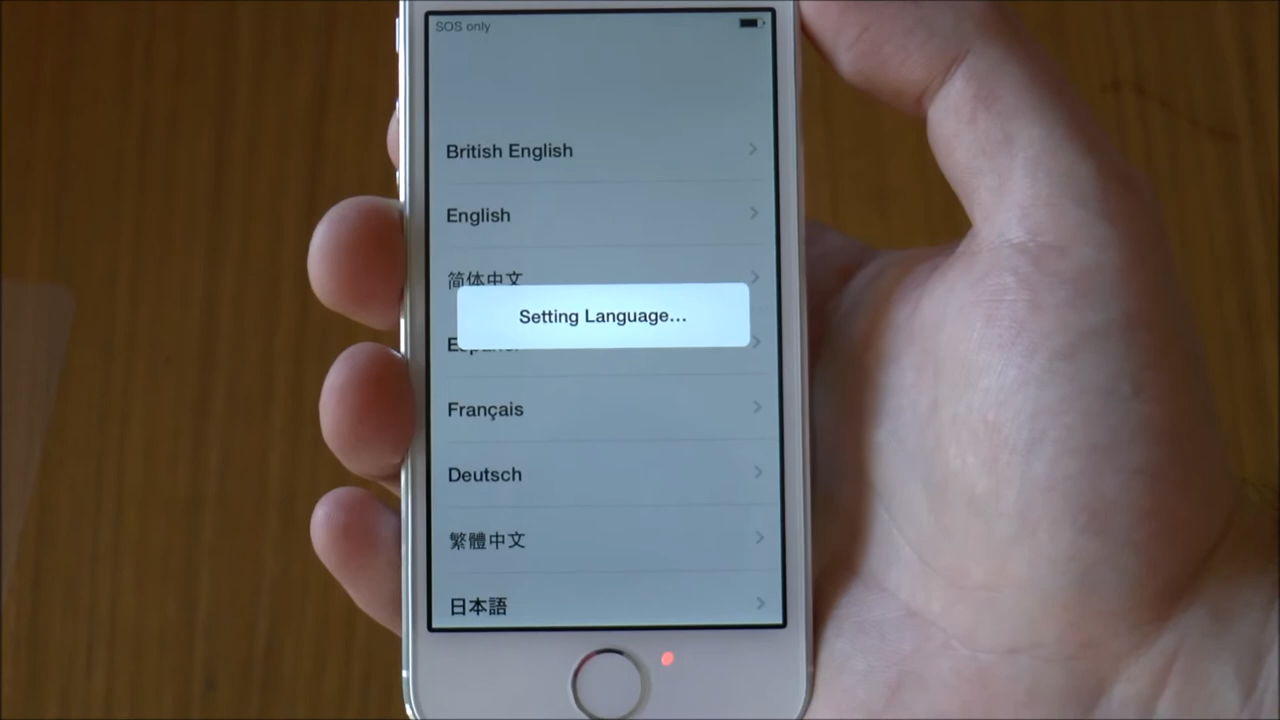 SOS only
British English
English
简体中文
Setting Language...
Español
Français
Deutsch
繁體中文
日本語